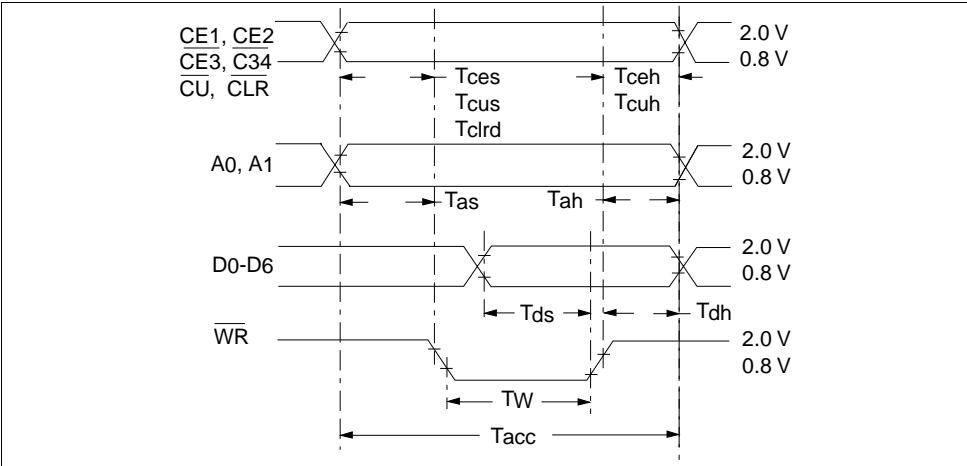 CE1, CE2
CE3, C34
CU, CLR
2.0 V
0.8 V
Tces
Tcus
Tclrd
Tceh
Tcuh
A0, A1
2.0 V
0.8 V
Tas
Tah
D0-D6
2.0 V
0.8 V
Tds
Tdh
WR
2.0 V
0.8 V
TW
Tacc